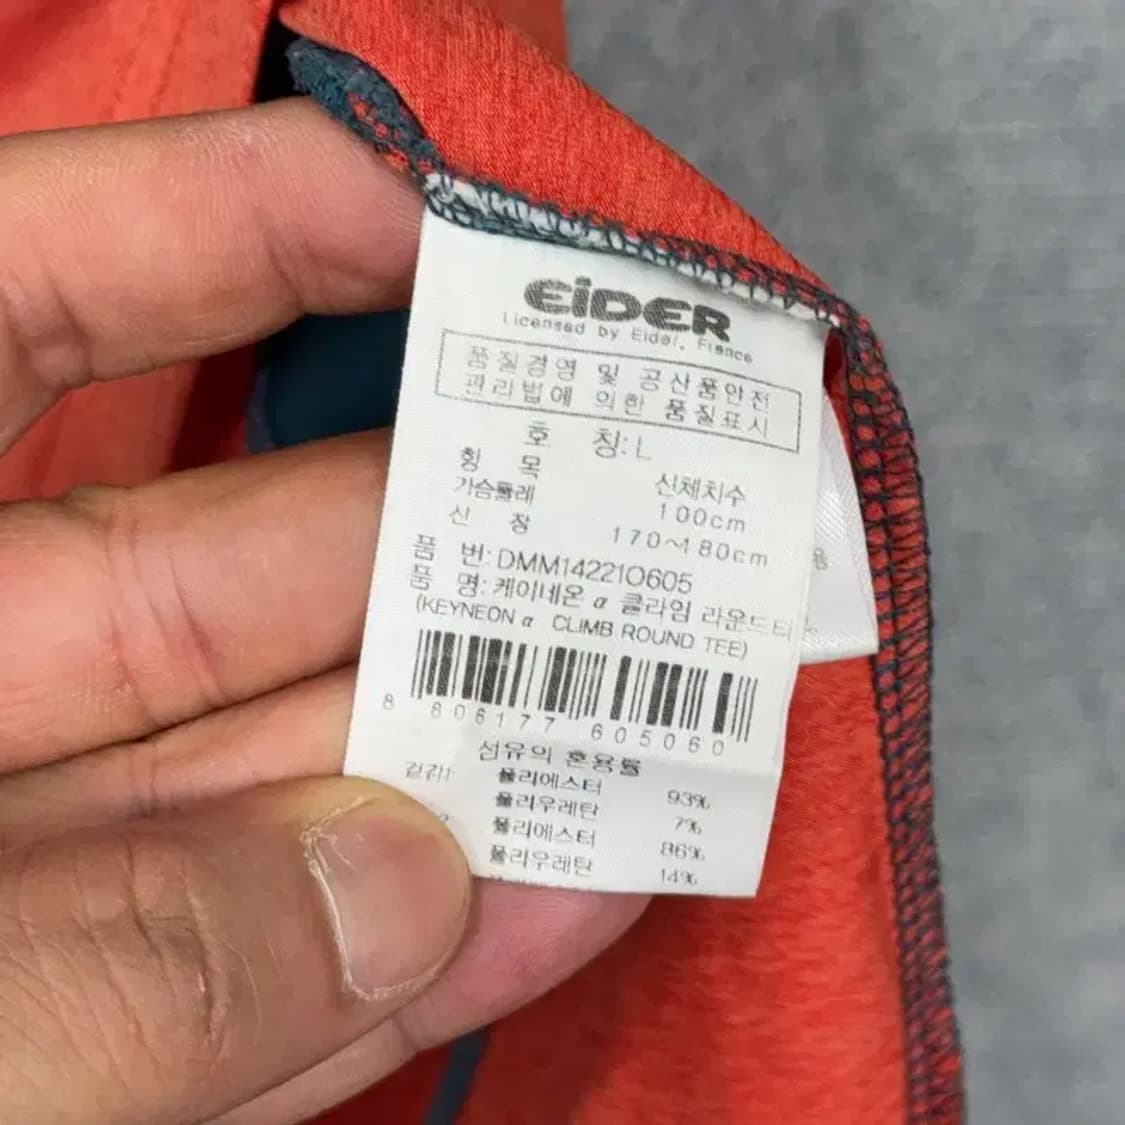 EiDER
Licensed by Eider, France
품질경영 및 공산품안전
관리법에 의한 품질표시
호 칭: L
항 목 신체치수
가슴둘레 100cm
신 장 170~180cm
품 번: DMM14221O605
품 명: 케이네온 α 클라임 라운드티
(KEYNEON α CLIMB ROUND TEE)
8 806177 605060
섬유의 혼용률
겉감1 폴리에스터 93%
폴리우레탄 7%
폴리에스터 86%
폴리우레탄 14%
용